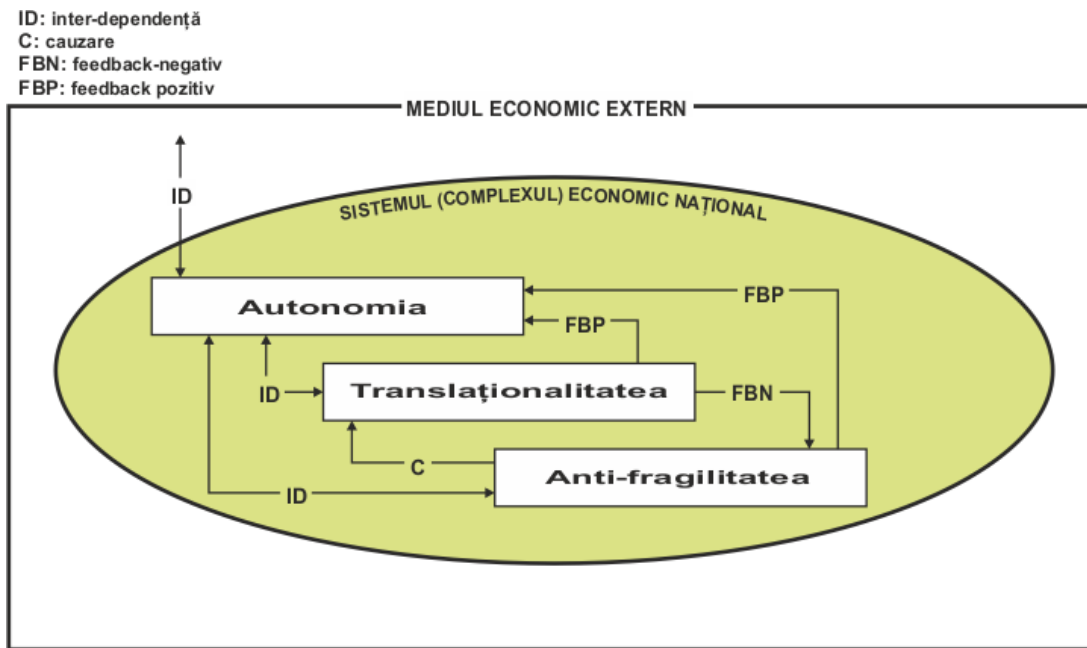 ID: inter-dependență
C: cauzare
FBN: feedback-negativ
FBP: feedback pozitiv
MEDIUL ECONOMIC EXTERN
ID
SISTEMUL (COMPLEXUL) ECONOMIC NAȚIONAL
Autonomia
FBP
FBP
Translaționalitatea
ID
FBN
C
Anti-fragilitatea
ID